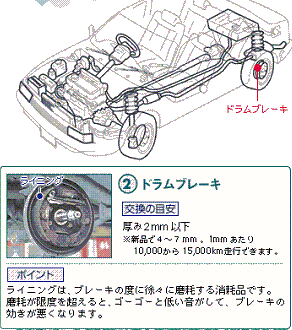 ドラムブレーキ
ライニング
② ドラムブレーキ
交換の目安
厚み2mm以下
※新品で4～7mm。1mmあたり
10,000から15,000km走行できます。
ポイント
ライニングは、ブレーキの度に徐々に磨耗する消耗品です。
磨耗が限度を超えると、ゴーゴーと低い音がして、ブレーキの
効きが悪くなります。